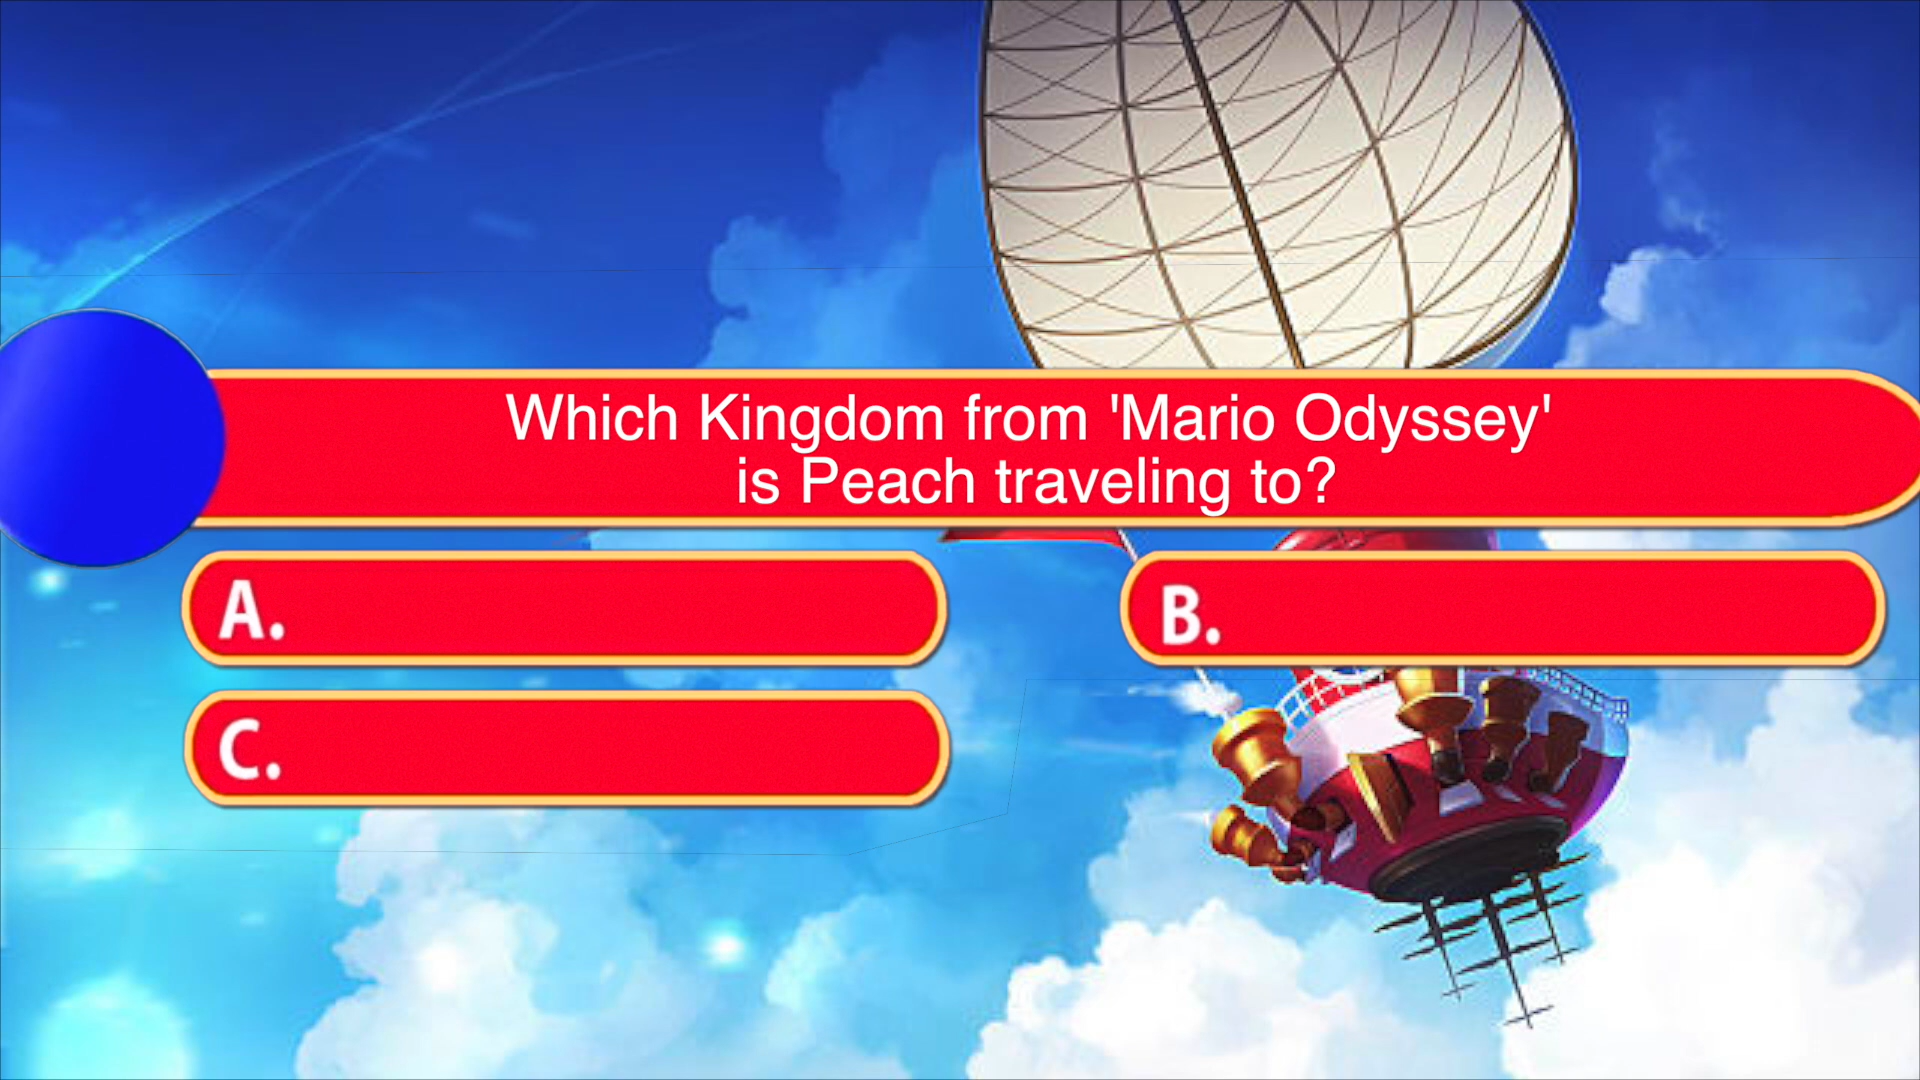 Which Kingdom from 'Mario Odyssey'
is Peach traveling to?
A.
B.
C.